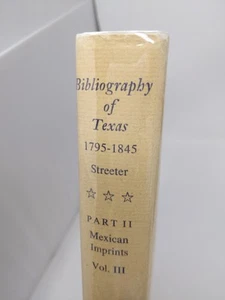 Bibliography
of
Texas
1795-1845
Streeter
☆ ☆ ☆
PART II
Mexican
Imprints
Vol. III